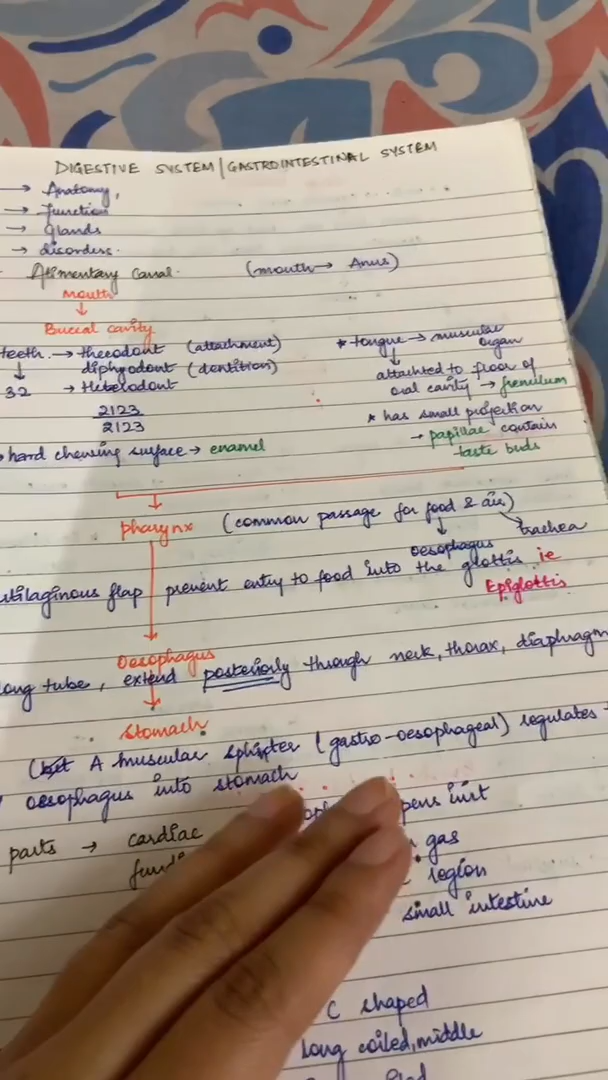 DIGESTIVE SYSTEM | GASTROINTESTINAL SYSTEM
→ Anatomy,
→ Function
→ Glands
→ disorders.
Alimentary Canal. (mouth → Anus)
Mouth
↓
Buccal cavity
teeth. → thecodont (attachment)
↓ diphyodont (dentition)
32 → Heterodont
2123
2123
hard chewing surface → enamel
* tongue → muscular
organ
↓
attachted to floor of
oral cavity → frenulum
* has small projection
→ papillae contain
taste buds
↓
Pharynx (common passage for food & air)
↓ trachea
oesophagus
flap prevent entry to food into the glottis ie
Epiglottis
Oesophagus
long tube, extend posteriorly through neck, thorax, diaphragm
↓
Stomach.
A muscular (gastro-oesophageal) regulates
oesophagus into stomach
parts → cardiac
gas
region
small intestine
C shaped
long coiled, middle